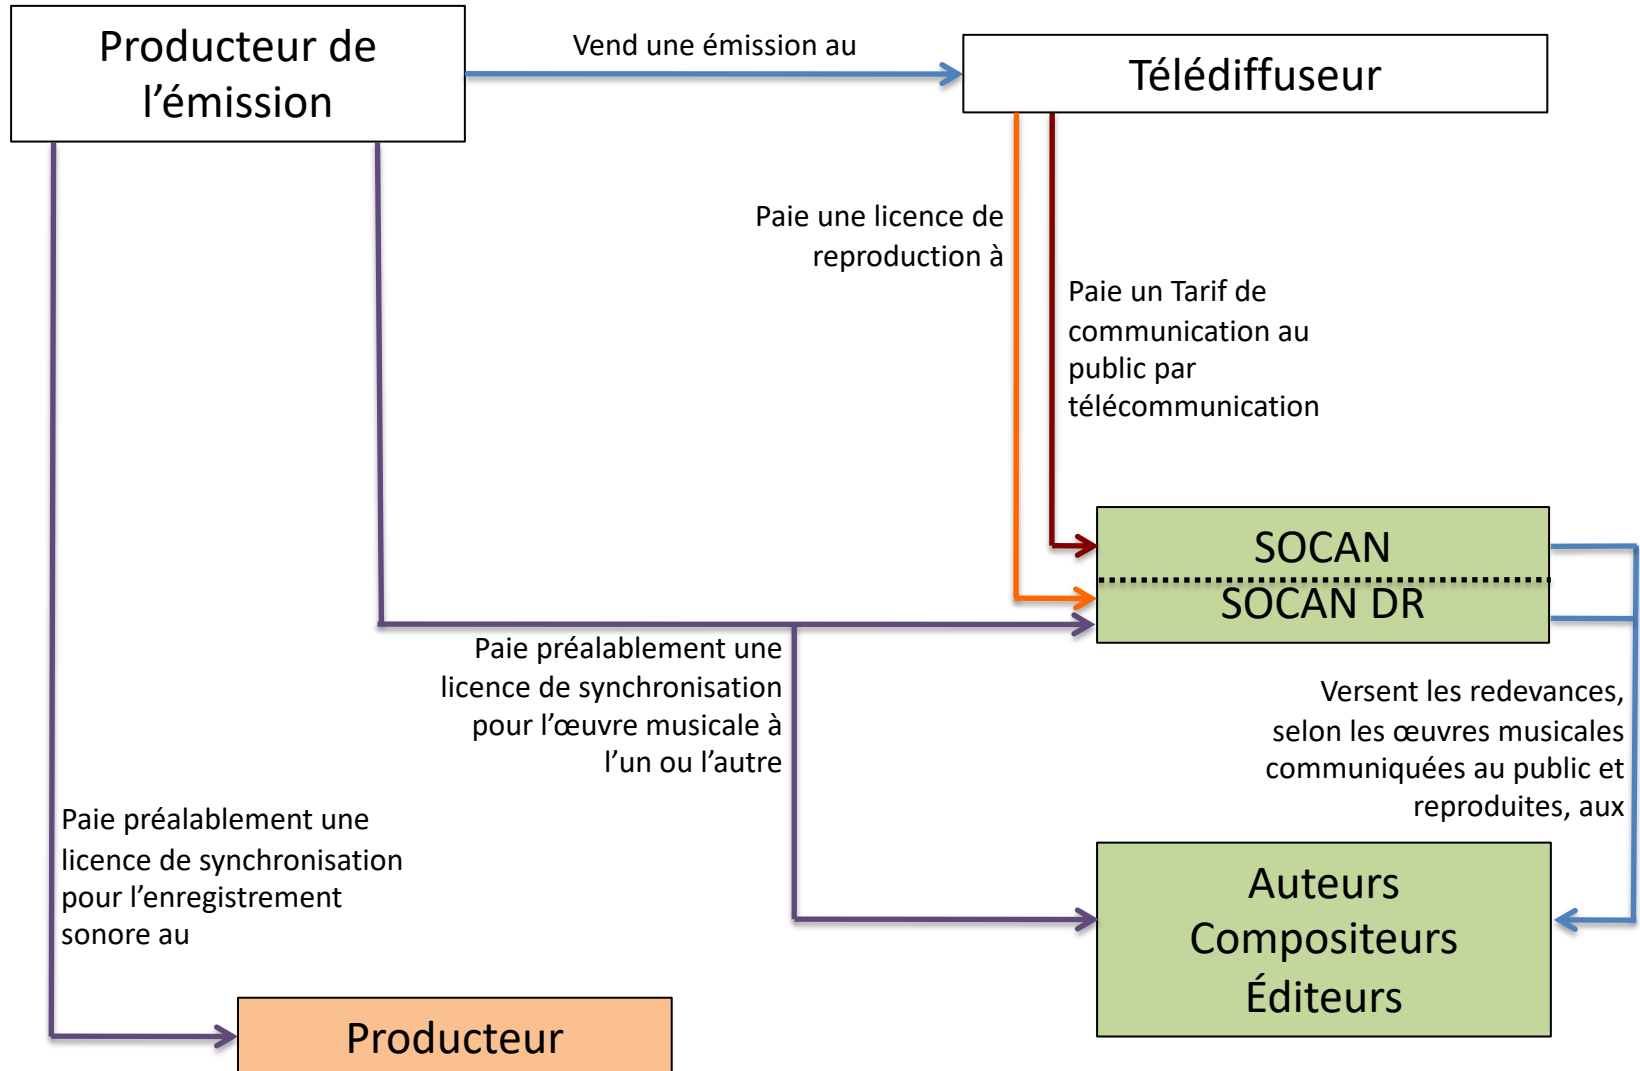 Producteur de
l’émission
Vend une émission au
Télédiffuseur
Paie une licence de
reproduction à
Paie un Tarif de
communication au
public par
télécommunication
SOCAN
SOCAN DR
Paie préalablement une
licence de synchronisation
pour l’œuvre musicale à
l’un ou l’autre
Versent les redevances,
selon les œuvres musicales
communiquées au public et
reproduites, aux
Paie préalablement une
licence de synchronisation
pour l’enregistrement
sonore au
Auteurs
Compositeurs
Éditeurs
Producteur